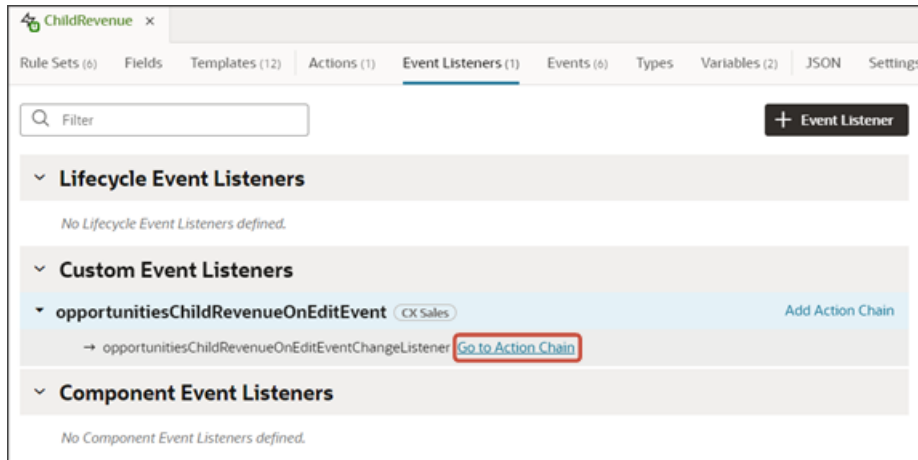 ChildRevenue ×
Rule Sets (6) Fields Templates (12) Actions (1) Event Listeners (1) Events (6) Types Variables (2) JSON Settings
Filter
+ Event Listener
Lifecycle Event Listeners
No Lifecycle Event Listeners defined.
Custom Event Listeners
opportunitiesChildRevenueOnEditEvent CX Sales Add Action Chain
→ opportunitiesChildRevenueOnEditEventChangeListener Go to Action Chain
Component Event Listeners
No Component Event Listeners defined.